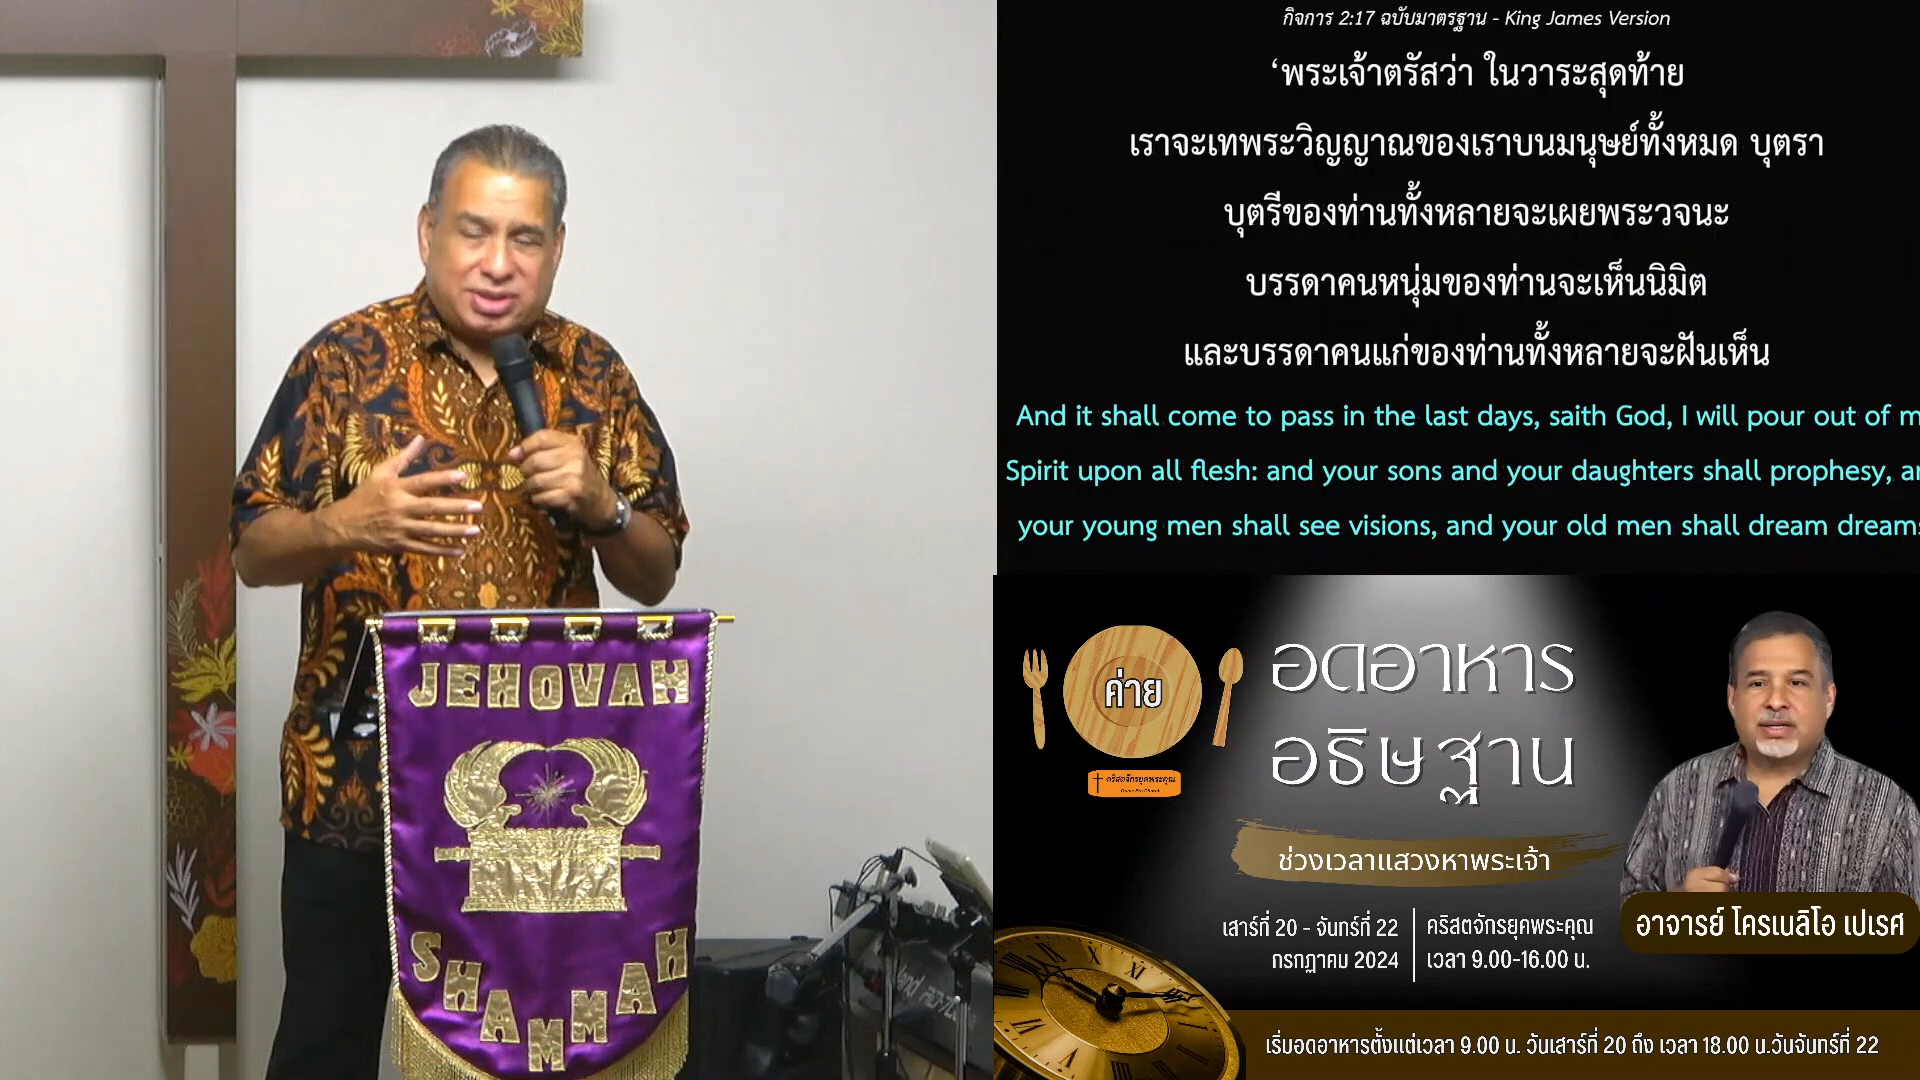 JEHOVAH
SHAMMAH
กิจการ 2:17 ฉบับมาตรฐาน - King James Version
‘พระเจ้าตรัสว่า ในวาระสุดท้าย
เราจะเทพระวิญญาณของเราบนมนุษย์ทั้งหมด บุตรา
บุตรีของท่านทั้งหลายจะเผยพระวจนะ
บรรดาคนหนุ่มของท่านจะเห็นนิมิต
และบรรดาคนแก่ของท่านทั้งหลายจะฝันเห็น
And it shall come to pass in the last days, saith God, I will pour out of m
Spirit upon all flesh: and your sons and your daughters shall prophesy, a
your young men shall see visions, and your old men shall dream dream
ค่าย
คริสตจักรยุคพระคุณ
อดอาหาร
อธิษฐาน
ช่วงเวลาแสวงหาพระเจ้า
เสาร์ที่ 20 - จันทร์ที่ 22
กรกฎาคม 2024
คริสตจักรยุคพระคุณ
เวลา 9.00-16.00 น.
อาจารย์ โครเนลิโอ เปเรศ
เริ่มอดอาหารตั้งแต่เวลา 9.00 น. วันเสาร์ที่ 20 ถึง เวลา 18.00 น.วันจันทร์ที่ 22